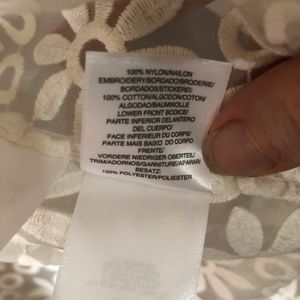 100% NYLON/NAILON
EMBROIDERY/BORDADO/BRODERIE/
BORDADOS/STICKEREI:
100% COTTON/ALGODON/COTON/
ALGODAO/BAUMWOLLE
LOWER FRONT BODICE/
PARTE INFERIOR DELANTERO
DEL CUERPO/
FACE INFERIEUR DU CORPS/
PARTE MAIS BAIXO DO CORPO
FRENTE/
VORDERE NIEDRIGER OBERTEIL/
TRIM/ADORNOS/GARNITURE/APARAR/
BESATZ:
100% POLYESTER/POLIESTER